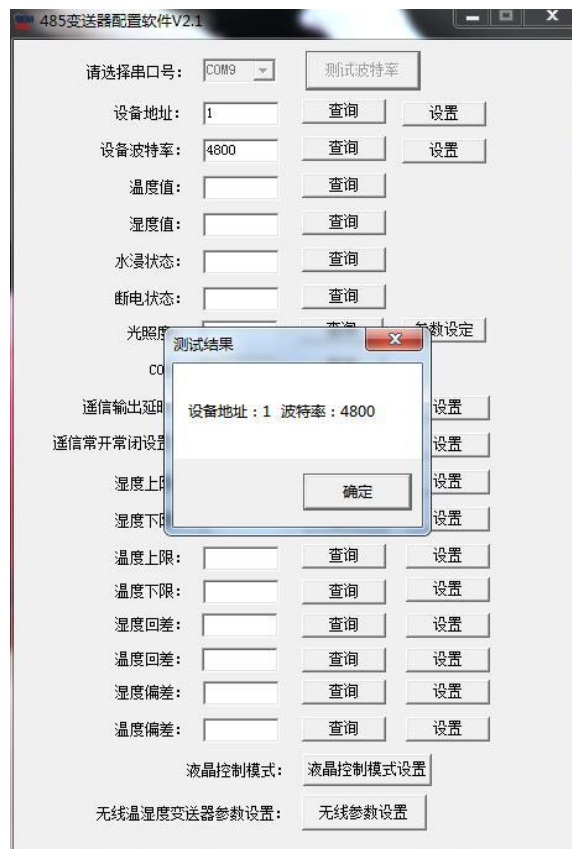 485变送器配置软件V2.1
请选择串口号： COM9 测试波特率
设备地址： 1 查询 设置
设备波特率： 4800 查询 设置
温度值： 查询
湿度值： 查询
水浸状态： 查询
断电状态： 查询
光照度 查询 参数设定
测试结果
CO
设备地址：1 波特率：4800
遥信输出延时 设置
遥信常开常闭设置 设置
湿度上限 设置
确定
湿度下限 设置
温度上限： 查询 设置
温度下限： 查询 设置
湿度回差： 查询 设置
温度回差： 查询 设置
湿度偏差： 查询 设置
温度偏差： 查询 设置
液晶控制模式： 液晶控制模式设置
无线温湿度变送器参数设置： 无线参数设置